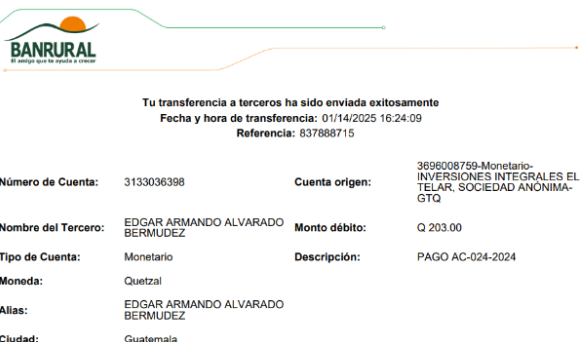 BANRURAL
El amigo que te ayuda a crecer
Tu transferencia a terceros ha sido enviada exitosamente
Fecha y hora de transferencia: 01/14/2025 16:24:09
Referencia: 837888715
Número de Cuenta: 3133036398
Cuenta origen: 3696008759-Monetario-
INVERSIONES INTEGRALES EL
TELAR, SOCIEDAD ANÓNIMA-
GTQ
Nombre del Tercero: EDGAR ARMANDO ALVARADO
BERMUDEZ
Monto débito: Q 203.00
Tipo de Cuenta: Monetario
Descripción: PAGO AC-024-2024
Moneda: Quetzal
Alias: EDGAR ARMANDO ALVARADO
BERMUDEZ
Ciudad: Guatemala